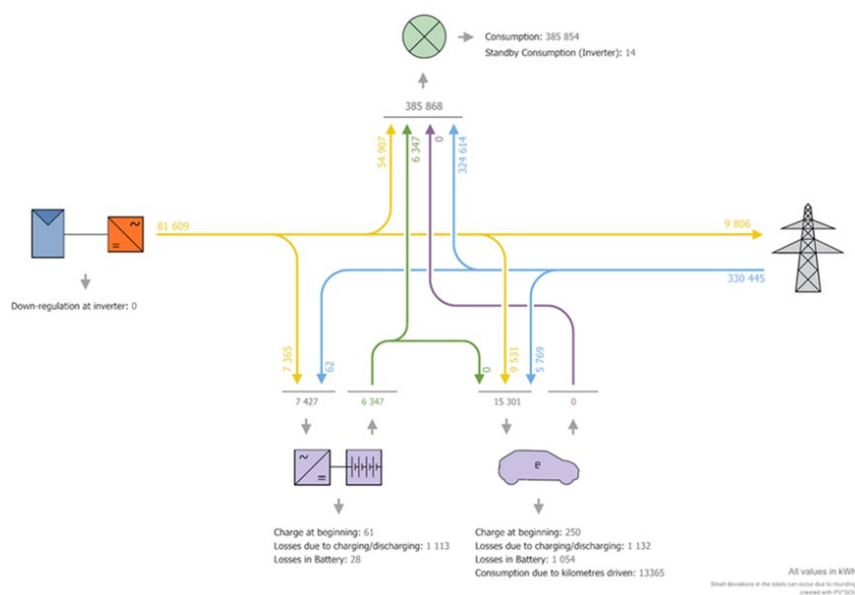 Consumption: 385 854
Standby Consumption (Inverter): 14
385 868
54 907
6 347
0
324 614
81 609
9 806
330 445
Down-regulation at inverter: 0
7 365
62
0
9 531
5 769
7 427
6 347
15 301
0
~
=
~
=
e
Charge at beginning: 61
Losses due to charging/discharging: 1 113
Losses in Battery: 28
Charge at beginning: 250
Losses due to charging/discharging: 1 132
Losses in Battery: 1 054
Consumption due to kilometres driven: 13365
All values in kWh
Small deviations in the totals can occur due to rounding
created with PV*SOL